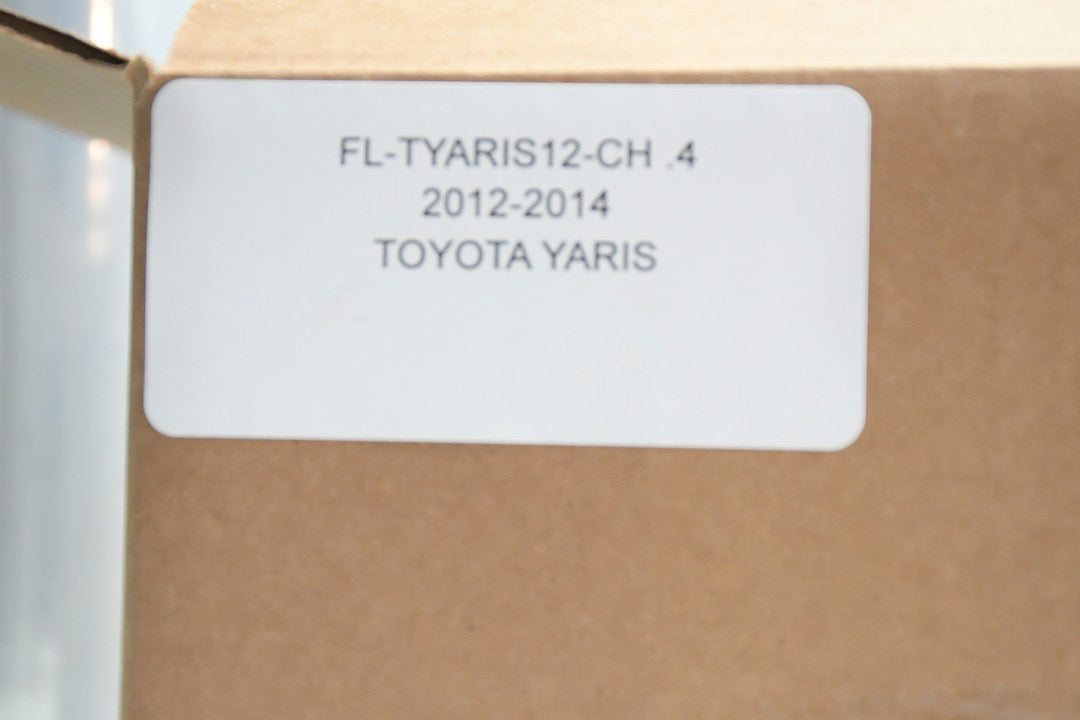 FL-TYARIS12-CH .4
2012-2014
TOYOTA YARIS